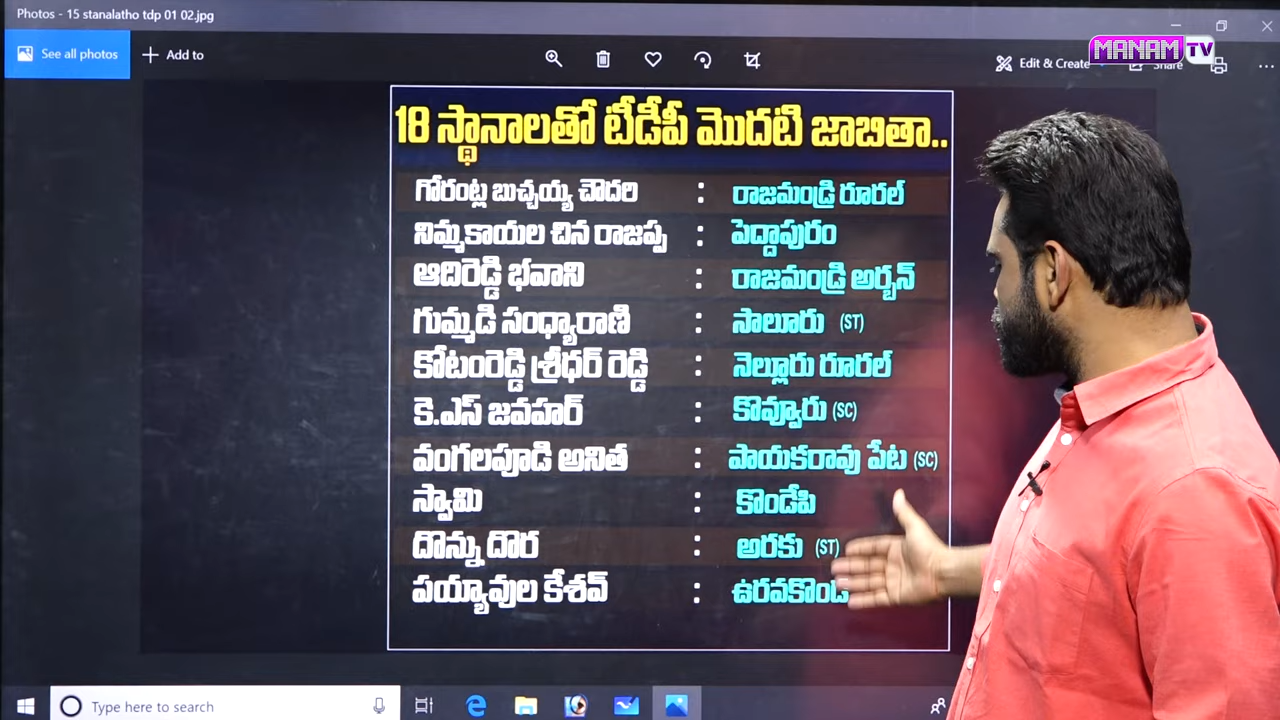 Photos - 15 stanalatho tdp 01 02.jpg
See all photos
Add to
Edit & Create
Share
MANAM TV
18 స్థానాలతో టీడీపీ మొదటి జాబితా..
గోరంట్ల బుచ్చయ్య చౌదరి : రాజమండ్రి రూరల్
నిమ్మకాయల చిన రాజప్ప : పెద్దాపురం
ఆదిరెడ్డి భవాని : రాజమండ్రి అర్బన్
గుమ్మడి సంధ్యారాణి : సాలూరు (ST)
కోటంరెడ్డి శ్రీధర్ రెడ్డి : నెల్లూరు రూరల్
కె.ఎస్ జవహర్ : కొవ్వూరు (SC)
వంగలపూడి అనిత : పాయకరావు పేట (SC)
స్వామి : కొండేపి
దొన్ను దొర : అరకు (ST)
పయ్యావుల కేశవ్ : ఉరవకొండ
Type here to search